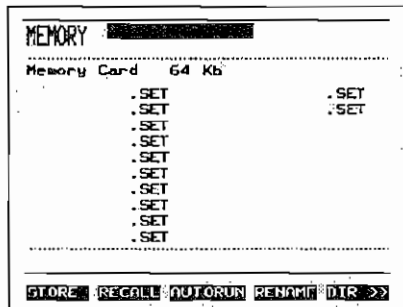 MEMORY
Memory Card 64 Kb
.SET .SET
.SET .SET
.SET
.SET
.SET
.SET
.SET
.SET
.SET
.SET
STORE RECALL AUTORUN RENAME DIR >>